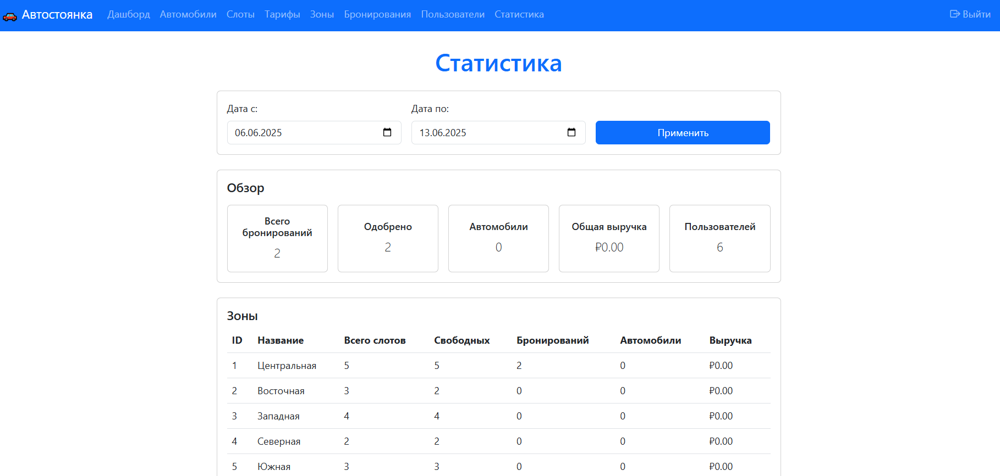 Автостоянка Дашборд Автомобили Слоты Тарифы Зоны Бронирования Пользователи Статистика Выйти
Статистика
Дата с: Дата по:
06.06.2025 13.06.2025 Применить
Обзор
Всего бронирований
2
Одобрено
2
Автомобили
0
Общая выручка
₽0.00
Пользователей
6
Зоны
ID Название Всего слотов Свободных Бронирований Автомобили Выручка
1 Центральная 5 5 2 0 ₽0.00
2 Восточная 3 2 0 0 ₽0.00
3 Западная 4 4 0 0 ₽0.00
4 Северная 2 2 0 0 ₽0.00
5 Южная 3 3 0 0 ₽0.00